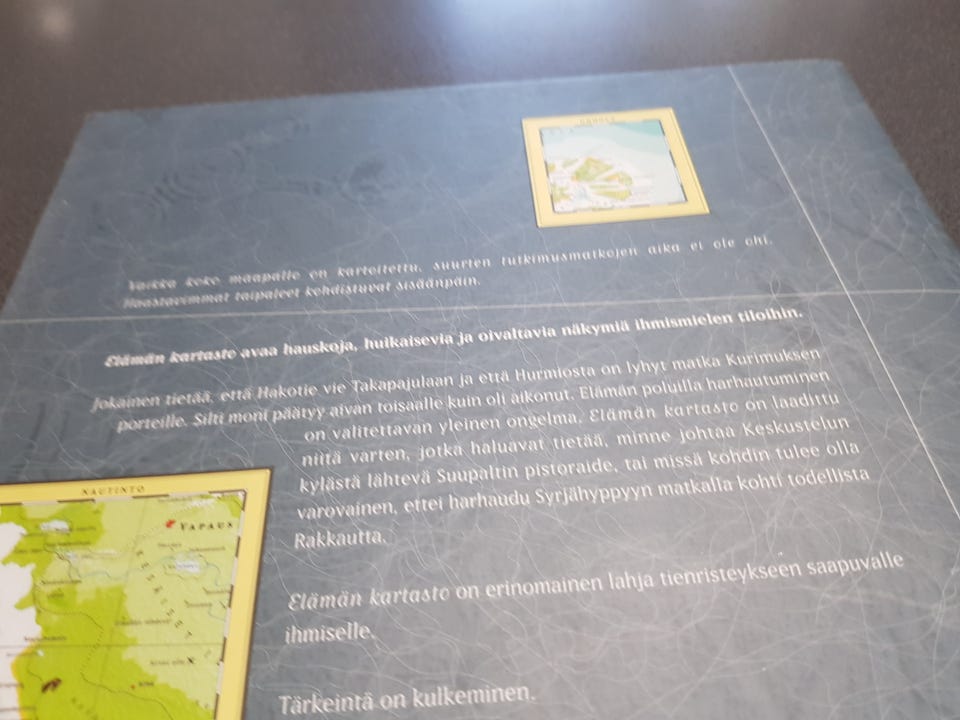 Vaikka koko maapallo on kartoitettu, suurten tutkimusmatkojen aika ei ole ohi.
Haastavimmat taipaleet kohdistuvat sisäänpäin.
Elämän kartasto avaa hauskoja, huikaisevia ja oivaltavia näkymiä ihmismielen tiloihin.
Jokainen tietää, että Hakotie vie Takapajulaan ja että Hurmiosta on lyhyt matka Kurimuksen
porteille. Silti moni päätyy aivan toisaalle kuin oli aikonut. Elämän poluilla harhautuminen
on valitettavan yleinen ongelma. Elämän kartasto on laadittu
niitä varten, jotka haluavat tietää, minne johtaa Keskustelun
kylästä lähtevä Suupaltin pistoraide, tai missä kohdin tulee olla
varovainen, ettei harhaudu Syrjähyppyyn matkalla kohti todellista
Rakkautta.
NAUTINTO
VAPAUS
Elämän kartasto on erinomainen lahja tienristeykseen saapuvalle
ihmiselle.
Tärkeintä on kulkeminen.